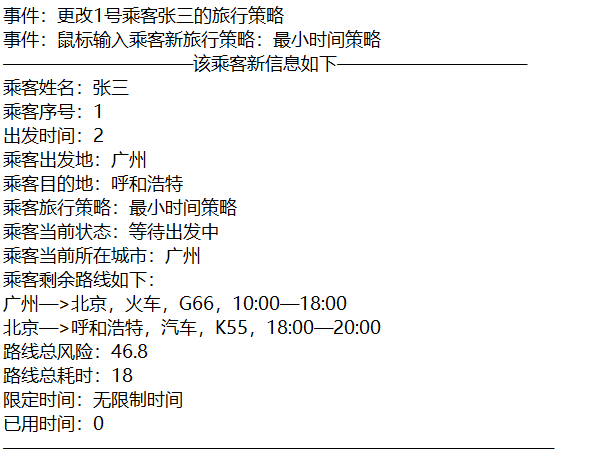 事件：更改1号乘客张三的旅行策略
事件：鼠标输入乘客新旅行策略：最小时间策略
———————————该乘客新信息如下———————————
乘客姓名：张三
乘客序号：1
出发时间：2
乘客出发地：广州
乘客目的地：呼和浩特
乘客旅行策略：最小时间策略
乘客当前状态：等待出发中
乘客当前所在城市：广州
乘客剩余路线如下：
广州—>北京，火车，G66，10:00—18:00
北京—>呼和浩特，汽车，K55，18:00—20:00
路线总风险：46.8
路线总耗时：18
限定时间：无限制时间
已用时间：0